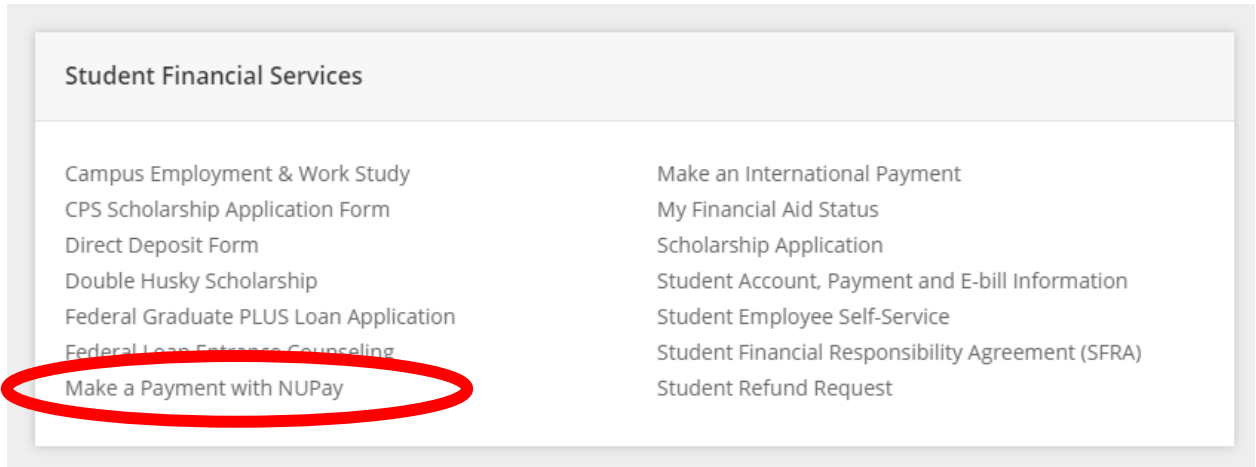 Student Financial Services
Campus Employment & Work Study
CPS Scholarship Application Form
Direct Deposit Form
Double Husky Scholarship
Federal Graduate PLUS Loan Application
Federal Loan Entrance Counseling
Make a Payment with NUPay
Make an International Payment
My Financial Aid Status
Scholarship Application
Student Account, Payment and E-bill Information
Student Employee Self-Service
Student Financial Responsibility Agreement (SFRA)
Student Refund Request